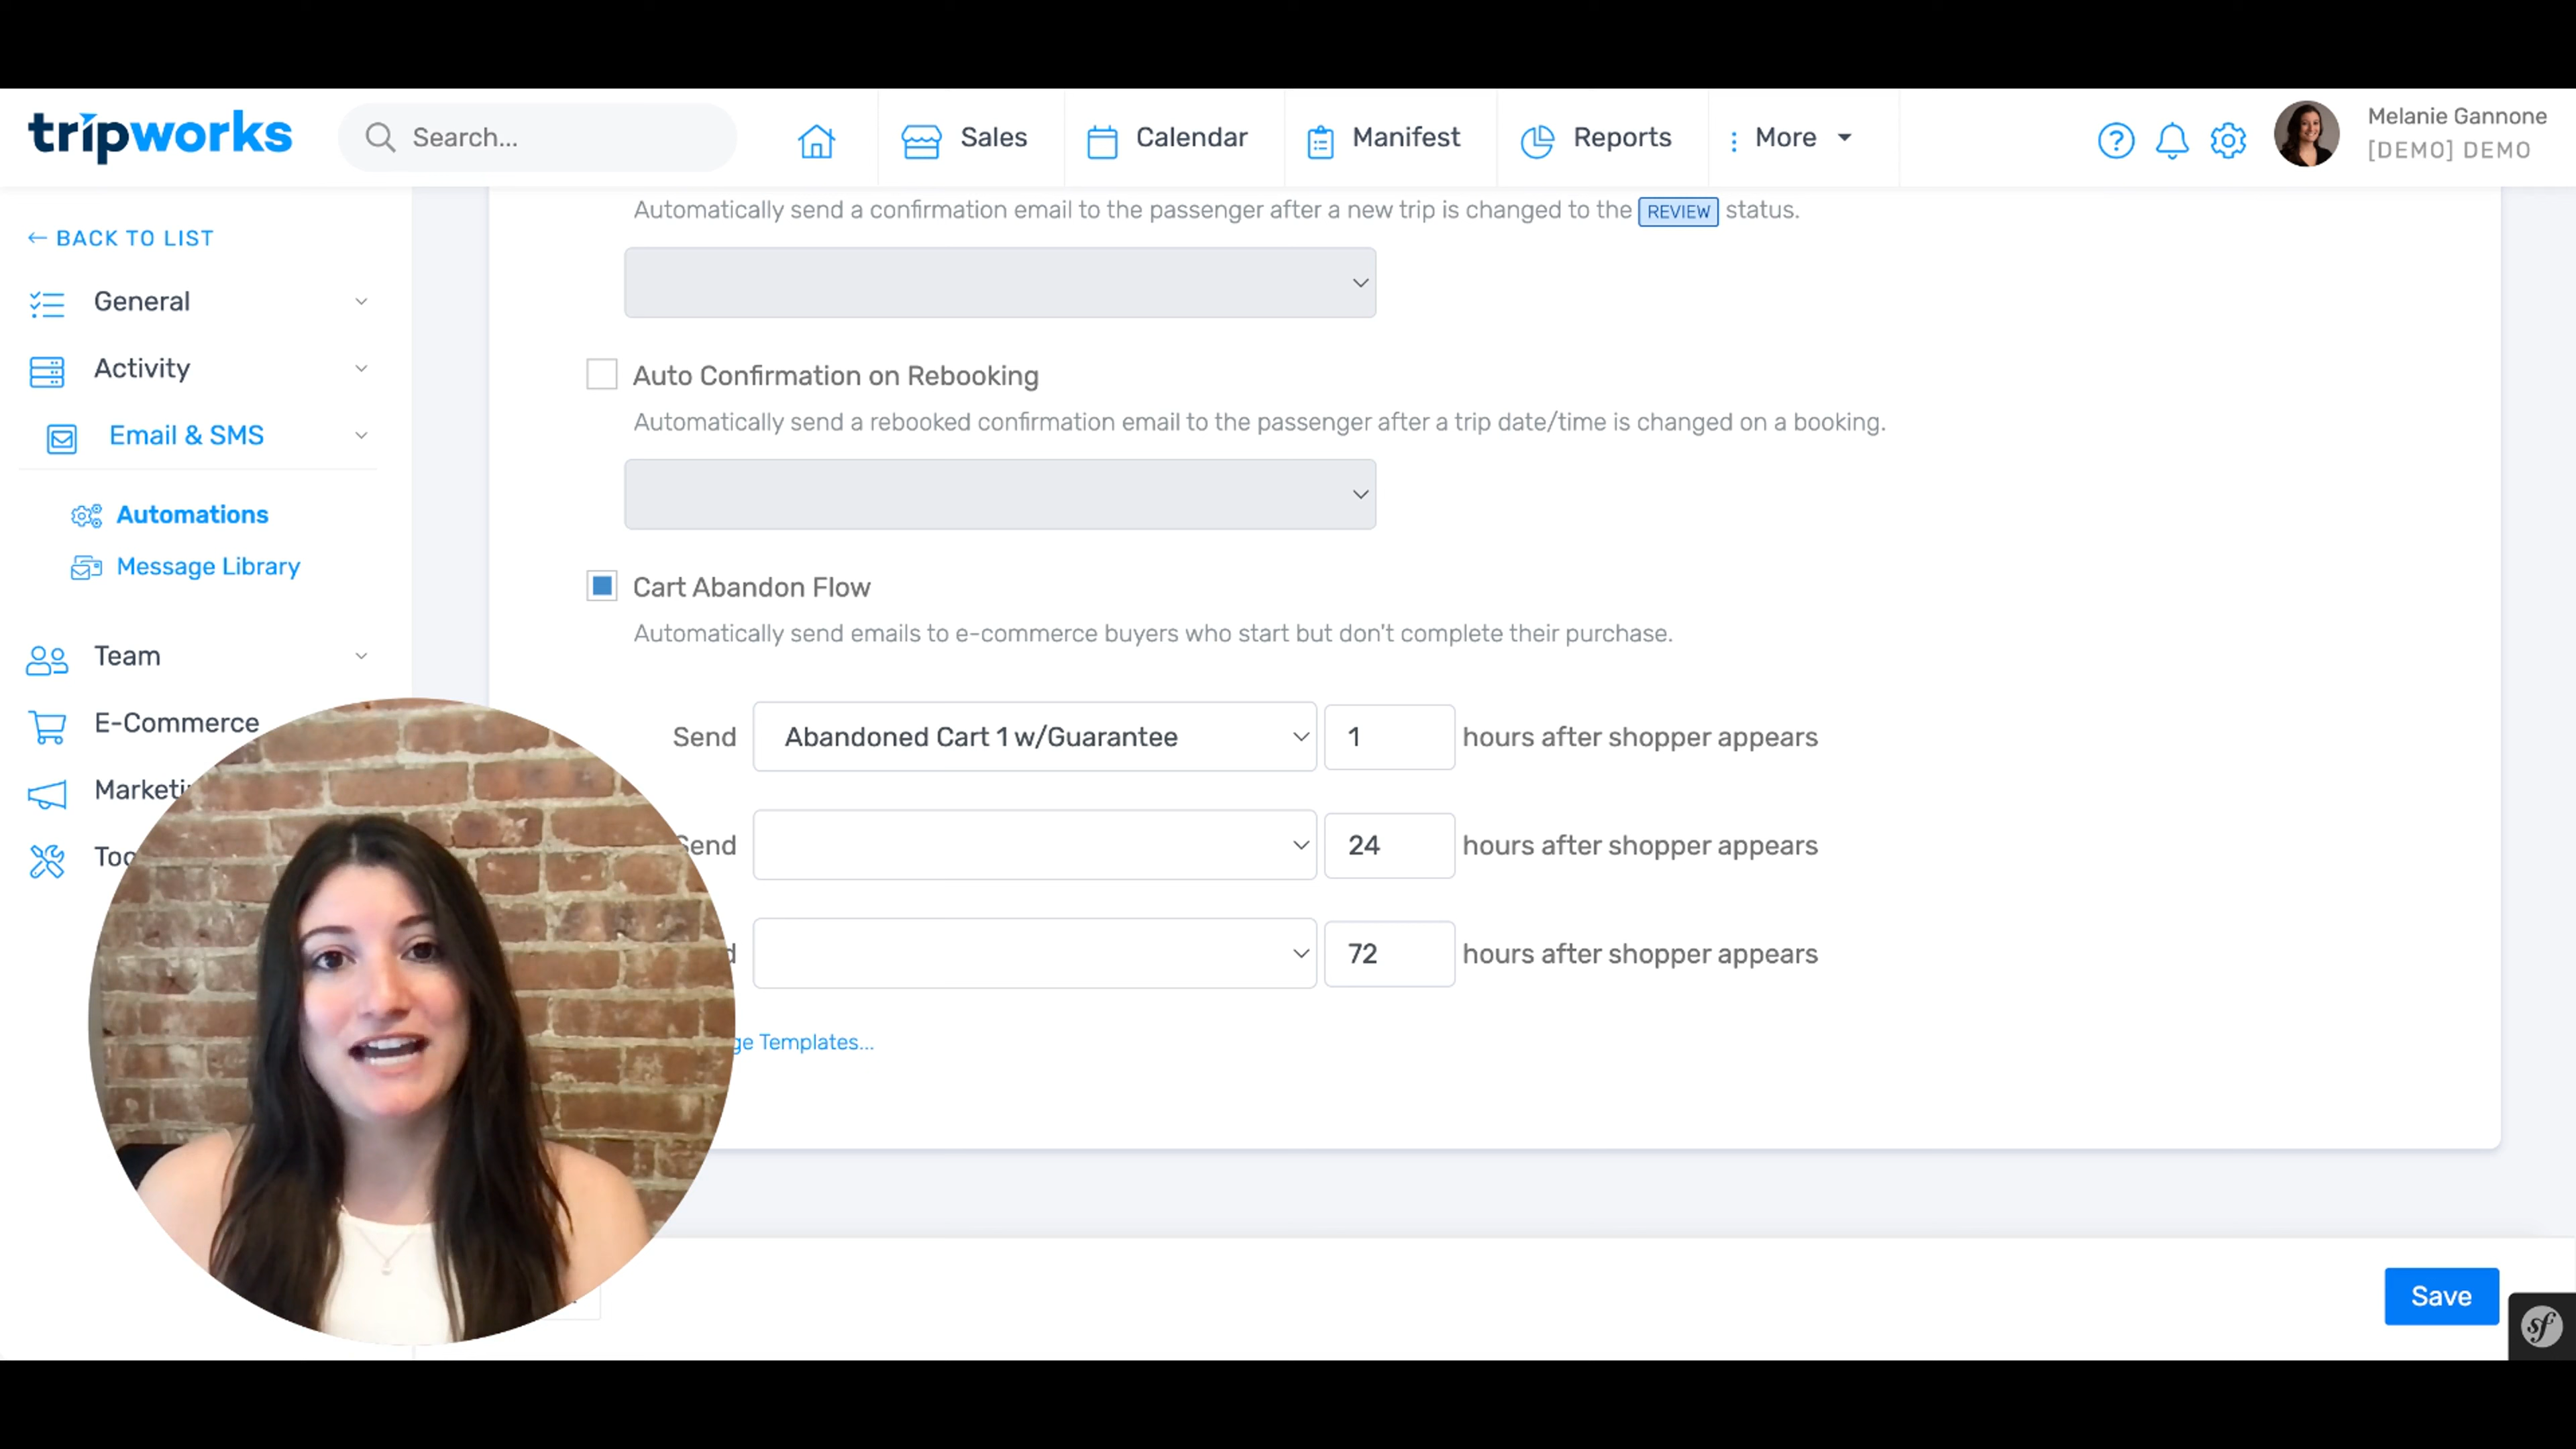 tripworks
Search...
Sales
Calendar
Manifest
Reports
More
Melanie Gannone
[DEMO] DEMO
← BACK TO LIST
General
Activity
Email & SMS
Automations
Message Library
Team
E-Commerce
Automatically send a confirmation email to the passenger after a new trip is changed to the REVIEW status.
Auto Confirmation on Rebooking
Automatically send a rebooked confirmation email to the passenger after a trip date/time is changed on a booking.
Cart Abandon Flow
Automatically send emails to e-commerce buyers who start but don't complete their purchase.
Send Abandoned Cart 1 w/Guarantee 1 hours after shopper appears
Send 24 hours after shopper appears
72 hours after shopper appears
Templates...
Save
sf